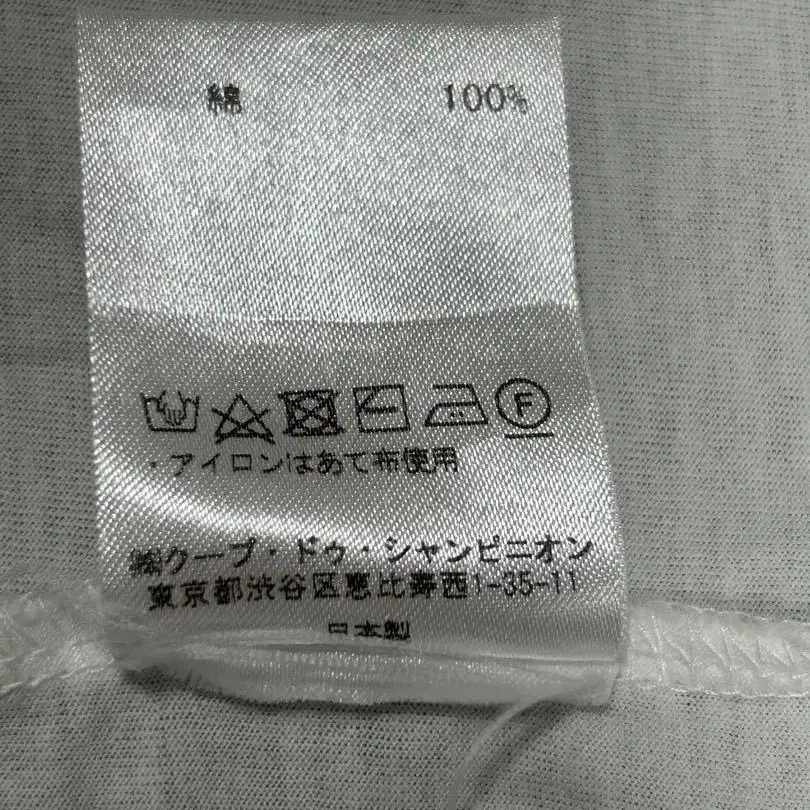 綿 100%
F
・アイロンはあて布使用
㈱クープ・ドゥ・シャンピニオン
東京都渋谷区恵比寿西1-35-11
日本製